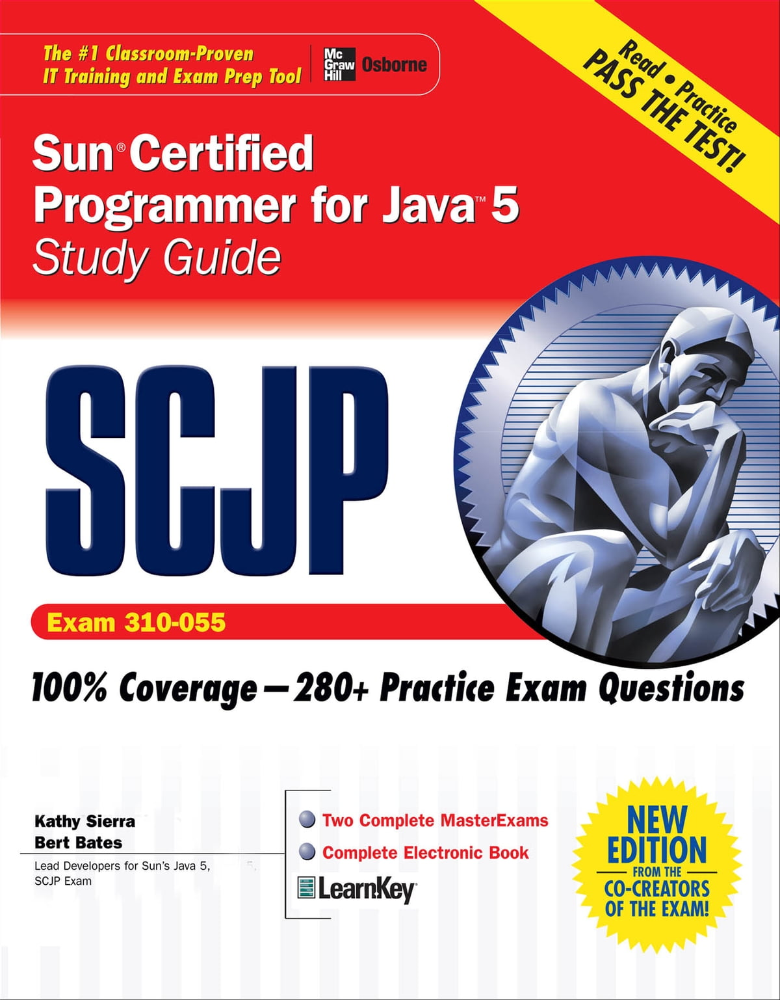 The #1 Classroom-Proven
IT Training and Exam Prep Tool
Mc
Graw
Hill
Osborne
Read • Practice
PASS THE TEST!
Sun® Certified
Programmer for Java™ 5
Study Guide
SCJP
Exam 310-055
100% Coverage—280+ Practice Exam Questions
Kathy Sierra
Bert Bates
Lead Developers for Sun's Java 5,
SCJP Exam
Two Complete MasterExams
Complete Electronic Book
LearnKey
NEW
EDITION
FROM THE
CO-CREATORS
OF THE EXAM!